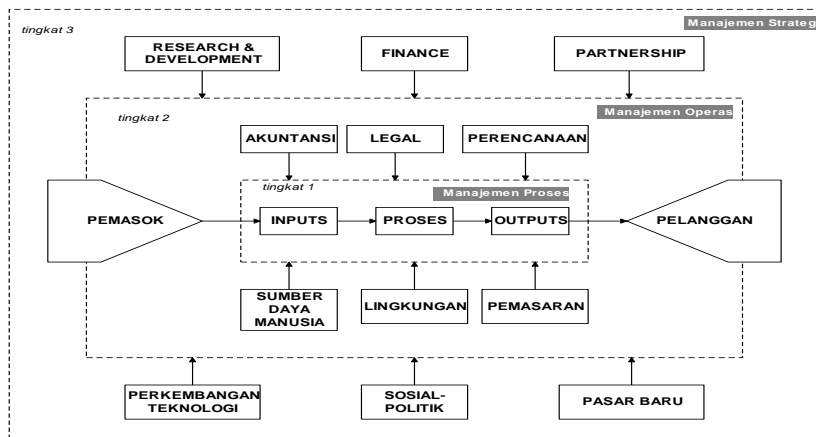 Manajemen Strateg
tingkat 3
RESEARCH &
DEVELOPMENT
FINANCE
PARTNERSHIP
Manajemen Operas
tingkat 2
AKUNTANSI
LEGAL
PERENCANAAN
tingkat 1
Manajemen Proses
PEMASOK
INPUTS
PROSES
OUTPUTS
PELANGGAN
SUMBER
DAYA
MANUSIA
LINGKUNGAN
PEMASARAN
PERKEMBANGAN
TEKNOLOGI
SOSIAL-
POLITIK
PASAR BARU